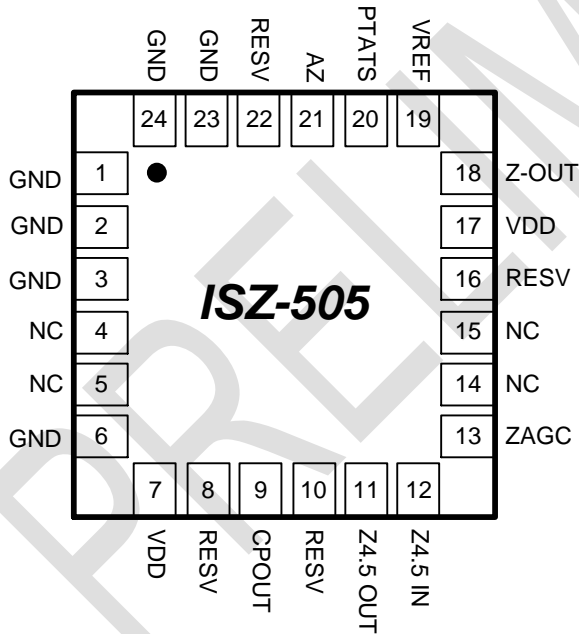 GND GND RESV AZ PTATS VREF
24 23 22 21 20 19
GND 1 18 Z-OUT
GND 2 17 VDD
GND 3 16 RESV
ISZ-505
NC 4 15 NC
NC 5 14 NC
GND 6 13 ZAGC
7 8 9 10 11 12
VDD RESV CPOUT RESV Z4.5 OUT Z4.5 IN
PRELIM